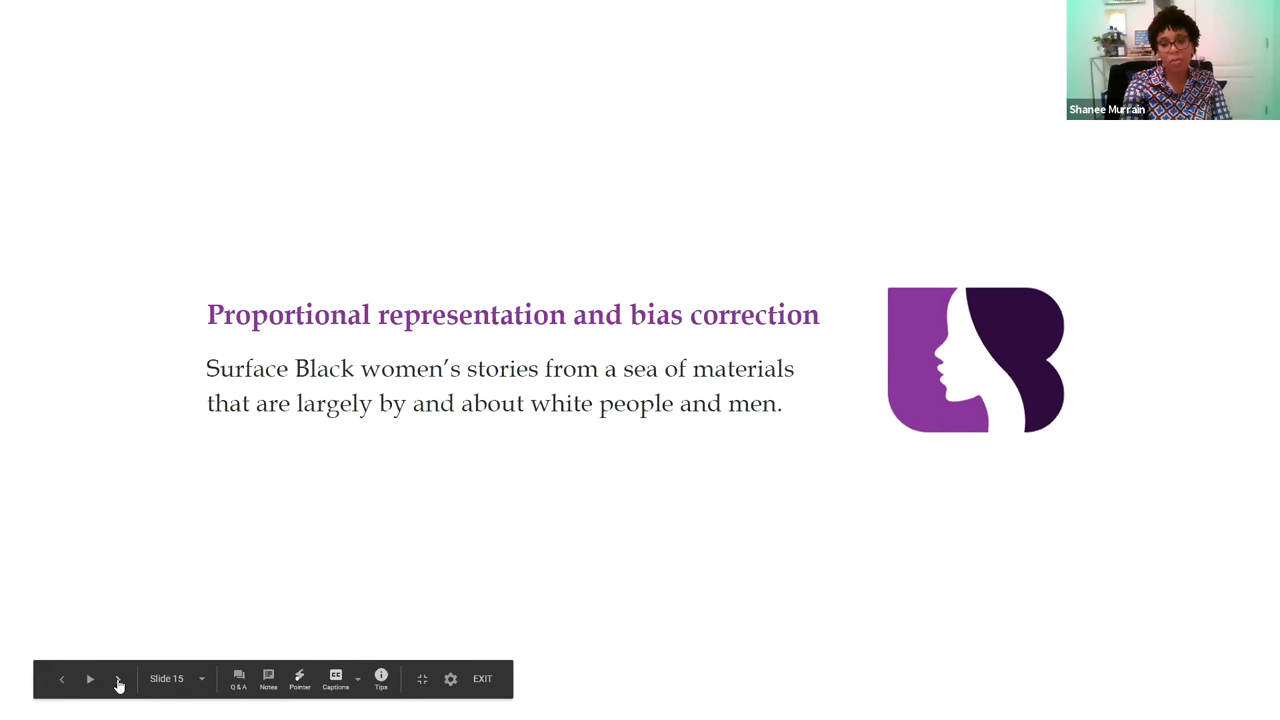 Shanee Murrain
Proportional representation and bias correction
Surface Black women’s stories from a sea of materials
that are largely by and about white people and men.
Slide 15
Q & A
Notes
Pointer
CC
Captions
Tips
EXIT